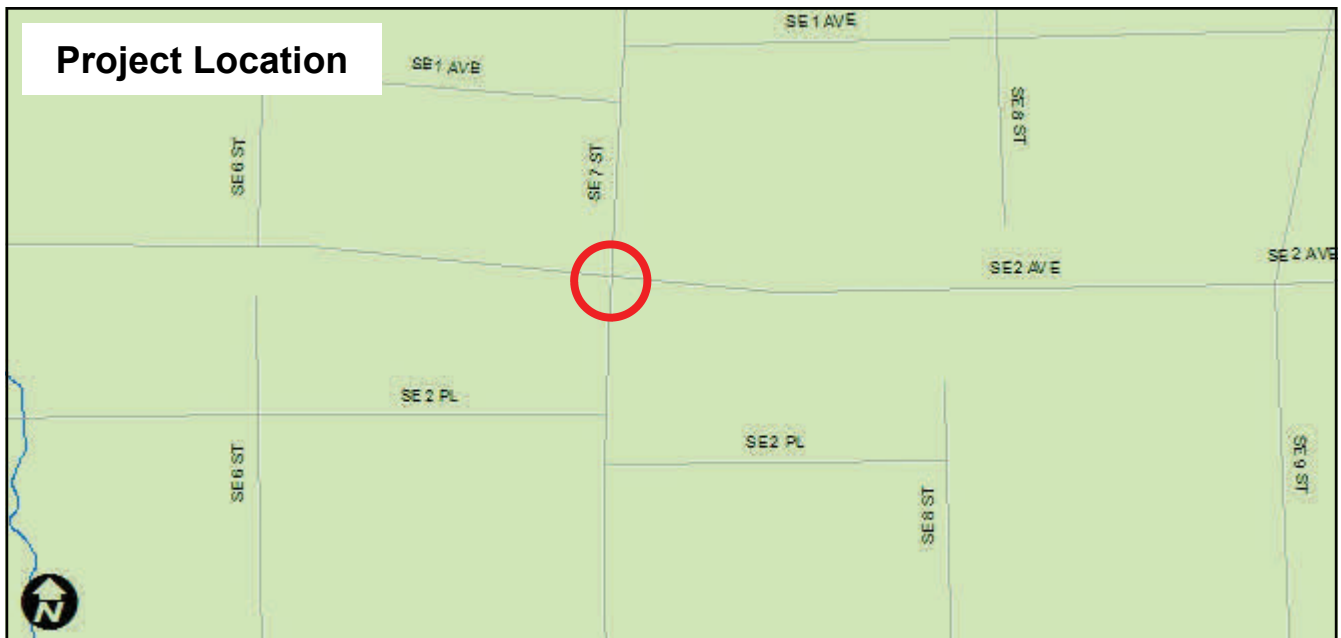 SE 1 AVE
Project Location
SE 1 AVE
SE 8 ST
SE 6 ST
SE 7 ST
SE 2 AVE
SE 2 AVE
SE 2 PL
SE 2 PL
SE 6 ST
SE 9 ST
SE 8 ST
N